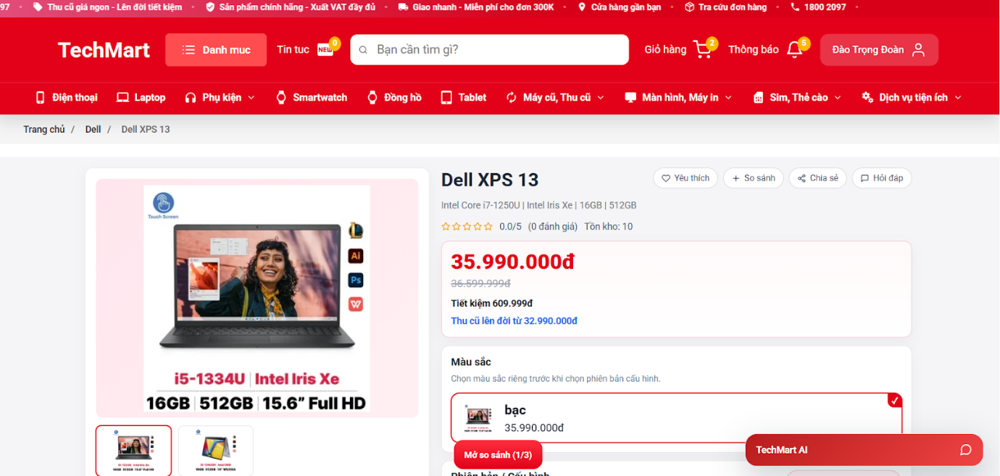 97 • Thu cũ giá ngon - Lên đời tiết kiệm • Sản phẩm chính hãng - Xuất VAT đầy đủ • Giao nhanh - Miễn phí cho đơn 300K • Cửa hàng gần bạn • Tra cứu đơn hàng • 1800 2097 •
TechMart Danh mục Tin tức NEW 0 Bạn cần tìm gì? Giỏ hàng 2 Thông báo 5 Đào Trọng Đoàn
Điện thoại Laptop Phụ kiện Smartwatch Đồng hồ Tablet Máy cũ, Thu cũ Màn hình, Máy in Sim, Thẻ cào Dịch vụ tiện ích
Trang chủ / Dell / Dell XPS 13
Dell XPS 13
Yêu thích + So sánh Chia sẻ Hỏi đáp
Intel Core i7-1250U | Intel Iris Xe | 16GB | 512GB
0.0/5 (0 đánh giá) Tồn kho: 10
35.990.000đ
36.599.999đ
Tiết kiệm 609.999đ
Thu cũ lên đời từ 32.990.000đ
Touch Screen
Ai
Ps
W
i5-1334U | Intel Iris Xe
16GB | 512GB | 15.6” Full HD
Màu sắc
Chọn màu sắc riêng trước khi chọn phiên bản cấu hình.
bạc
35.990.000đ
Mở so sánh (1/3)
TechMart AI
Phiên bản / Cấu hình